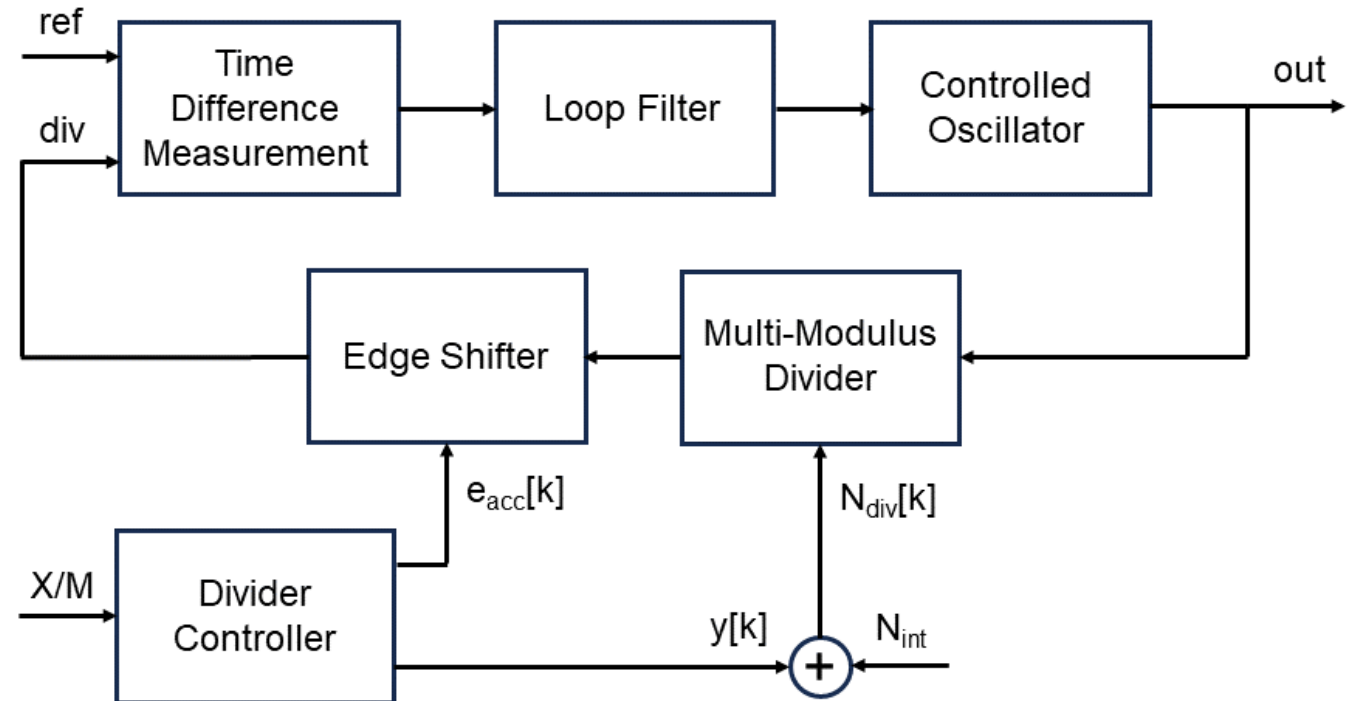 ref
div
Time
Difference
Measurement
Loop Filter
Controlled
Oscillator
out
Edge Shifter
Multi-Modulus
Divider
eacc[k]
Ndiv[k]
X/M
Divider
Controller
y[k]
+
Nint